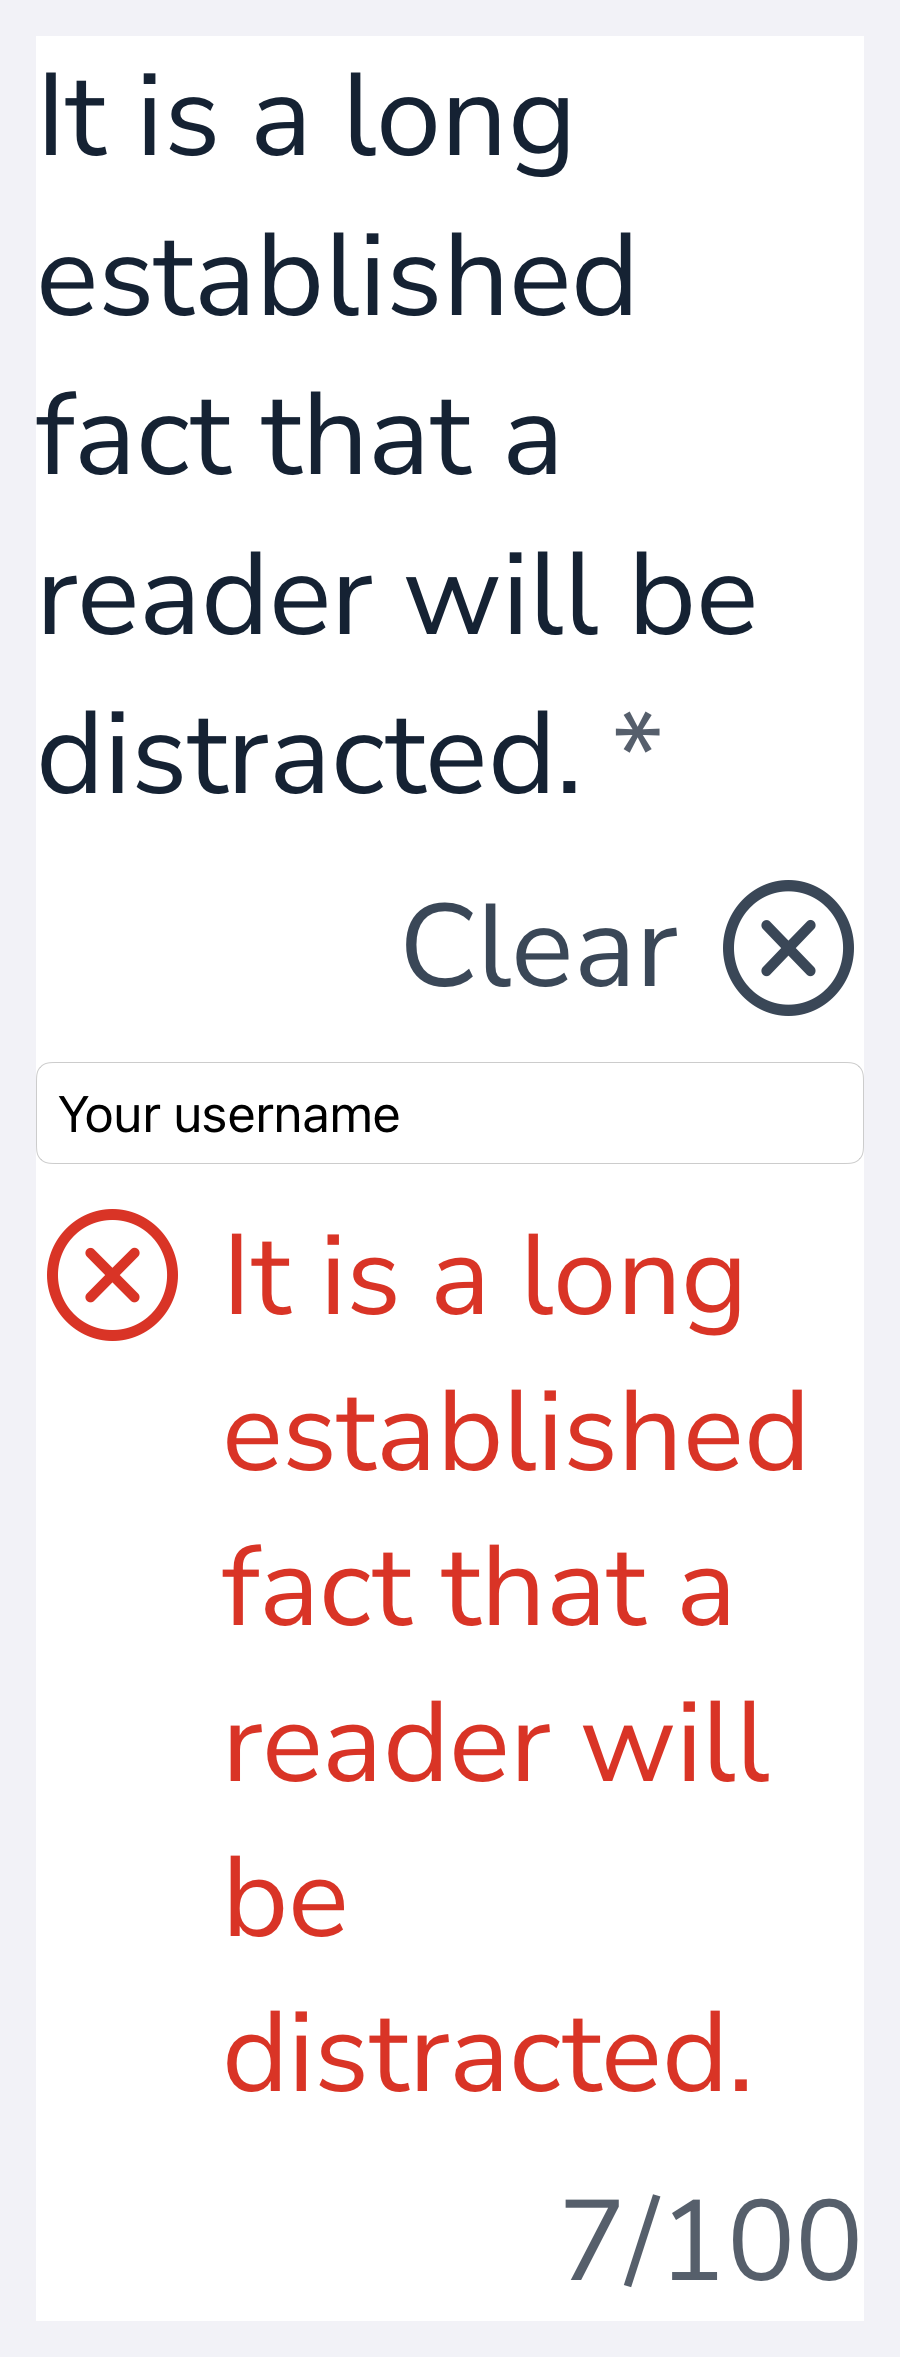 It is a long
established
fact that a
reader will be
distracted. *
Clear
Your username
It is a long
established
fact that a
reader will
be
distracted.
7/100